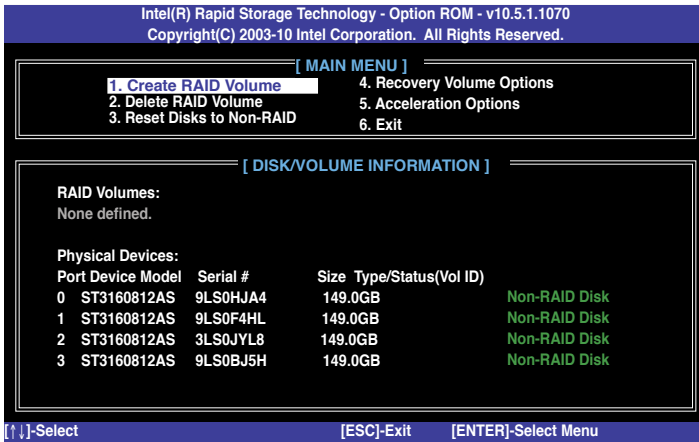 Intel(R) Rapid Storage Technology - Option ROM - v10.5.1.1070
Copyright(C) 2003-10 Intel Corporation. All Rights Reserved.
[ MAIN MENU ]
1. Create RAID Volume
2. Delete RAID Volume
3. Reset Disks to Non-RAID
4. Recovery Volume Options
5. Acceleration Options
6. Exit
[ DISK/VOLUME INFORMATION ]
RAID Volumes:
None defined.
Physical Devices:
Port Device Model Serial # Size Type/Status(Vol ID)
0 ST3160812AS 9LS0HJA4 149.0GB Non-RAID Disk
1 ST3160812AS 9LS0F4HL 149.0GB Non-RAID Disk
2 ST3160812AS 3LS0JYL8 149.0GB Non-RAID Disk
3 ST3160812AS 9LS0BJ5H 149.0GB Non-RAID Disk
[↑↓]-Select [ESC]-Exit [ENTER]-Select Menu